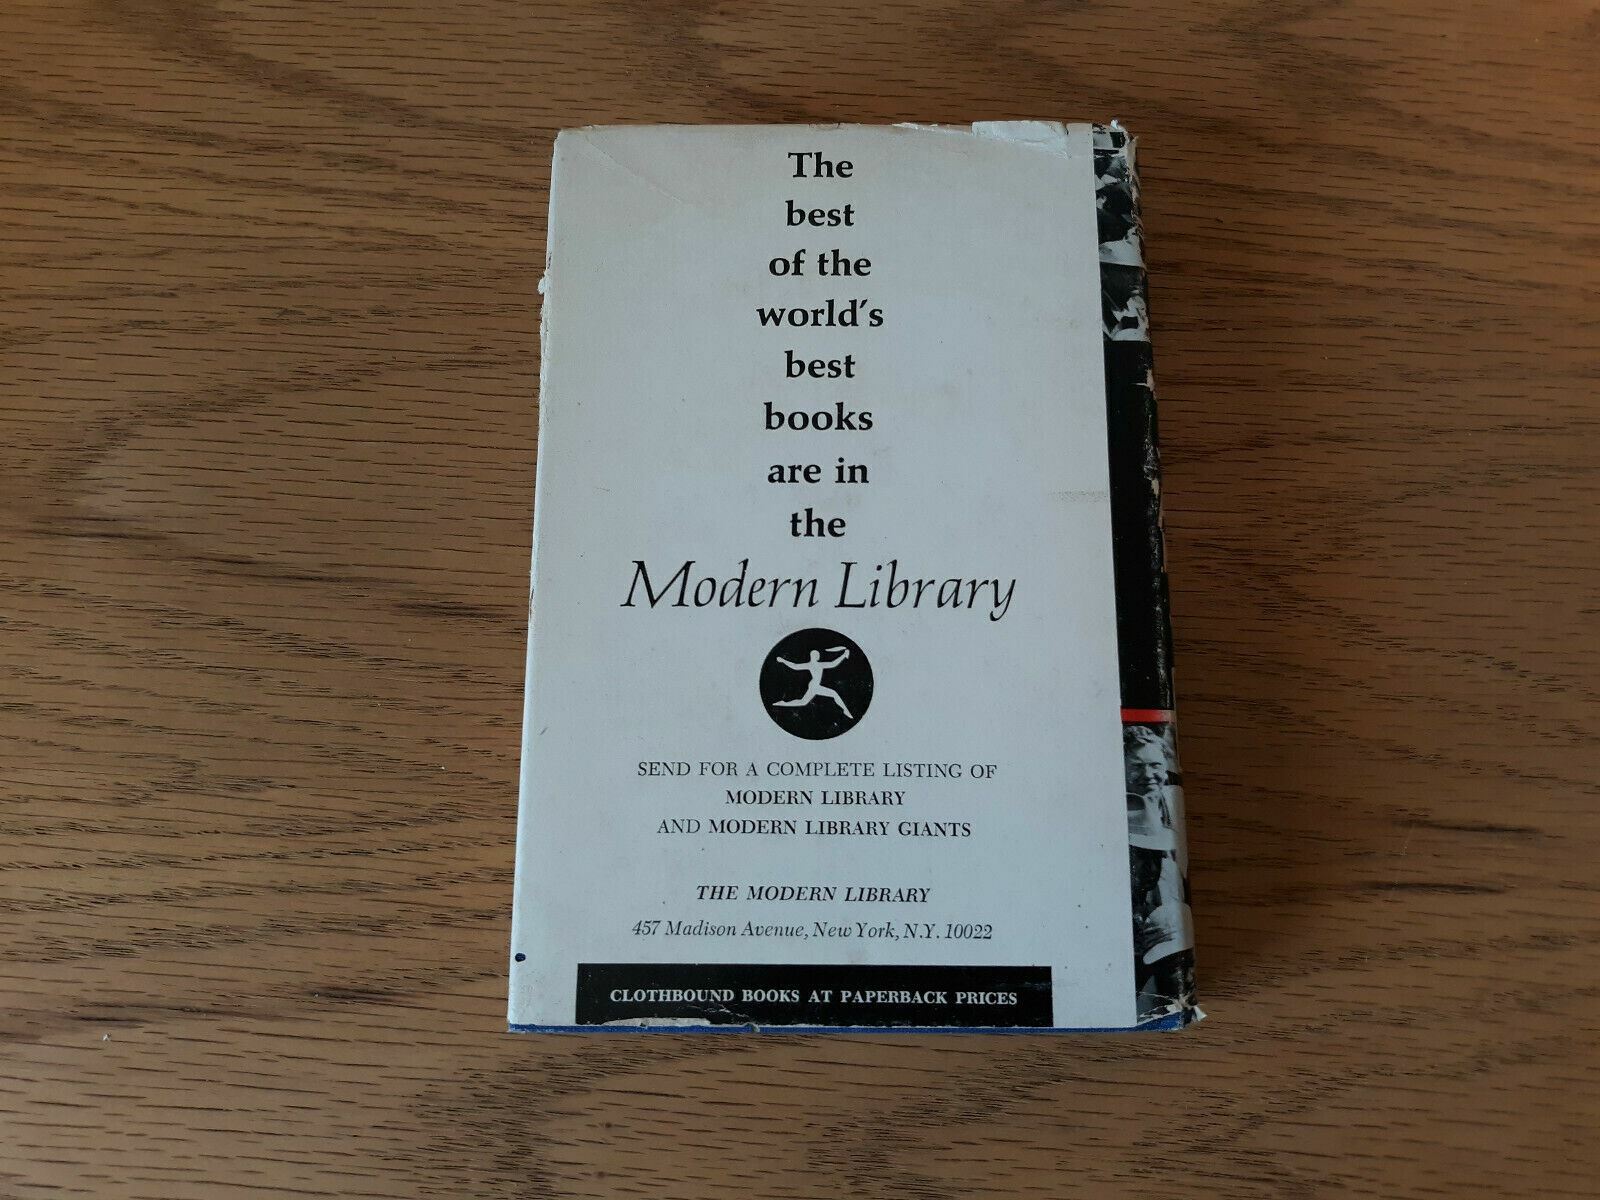 The
best
of the
world's
best
books
are in
the
Modern Library
SEND FOR A COMPLETE LISTING OF
MODERN LIBRARY
AND MODERN LIBRARY GIANTS
THE MODERN LIBRARY
457 Madison Avenue, New York, N.Y. 10022
CLOTHBOUND BOOKS AT PAPERBACK PRICES